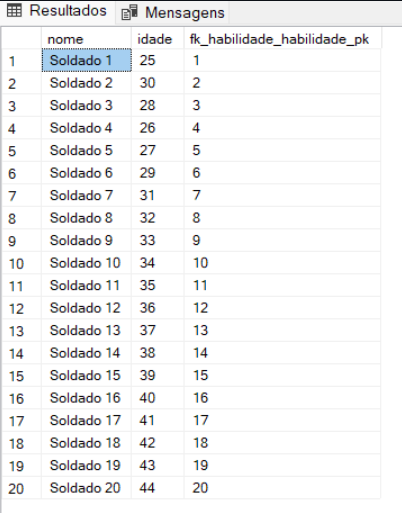 Resultados Mensagens
nome idade fk_habilidade_habilidade_pk
1 Soldado 1 25 1
2 Soldado 2 30 2
3 Soldado 3 28 3
4 Soldado 4 26 4
5 Soldado 5 27 5
6 Soldado 6 29 6
7 Soldado 7 31 7
8 Soldado 8 32 8
9 Soldado 9 33 9
10 Soldado 10 34 10
11 Soldado 11 35 11
12 Soldado 12 36 12
13 Soldado 13 37 13
14 Soldado 14 38 14
15 Soldado 15 39 15
16 Soldado 16 40 16
17 Soldado 17 41 17
18 Soldado 18 42 18
19 Soldado 19 43 19
20 Soldado 20 44 20